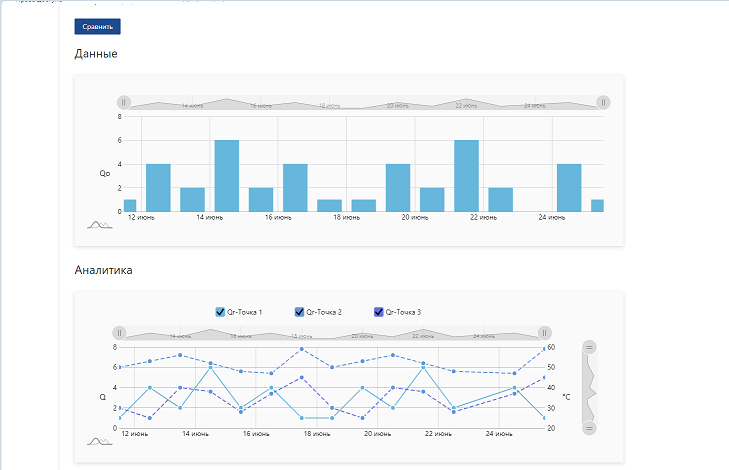 Сравнить
Данные
14 июнь 16 июнь 18 июнь 20 июнь 22 июнь 24 июнь
8
6
4
Qo
2
0
12 июнь 14 июнь 16 июнь 18 июнь 20 июнь 22 июнь 24 июнь
Аналитика
Qr-Точка 1 Qr-Точка 2 Qr-Точка 3
14 июнь 16 июнь 18 июнь 20 июнь 22 июнь 24 июнь
8 60
6 50
4 40
Q °C
2 30
0 20
12 июнь 14 июнь 16 июнь 18 июнь 20 июнь 22 июнь 24 июнь